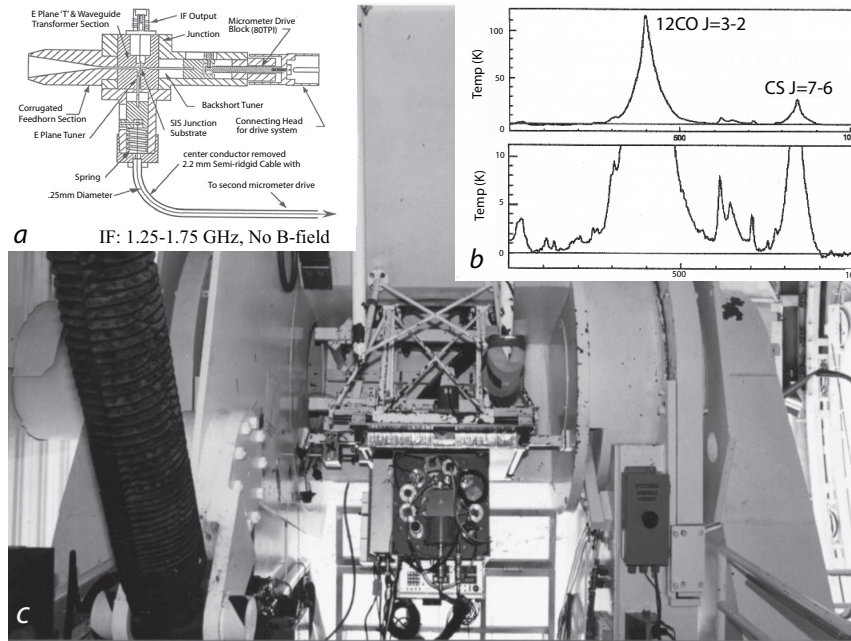 E Plane 'T' & Waveguide
Transformer Section
IF Output
Junction
Micrometer Drive
Block (80TPI)
Corrugated
Feedhorn Section
E Plane Tuner
SIS Junction
Substrate
Backshort Tuner
Connecting Head
for drive system
Spring
.25mm Diameter
center conductor removed
2.2 mm Semi-ridgid Cable with
To second micrometer drive
a
IF: 1.25-1.75 GHz, No B-field
12CO J=3-2
CS J=7-6
Temp (K)
100
50
0
500
Temp (K)
10
5
0
500
b
c